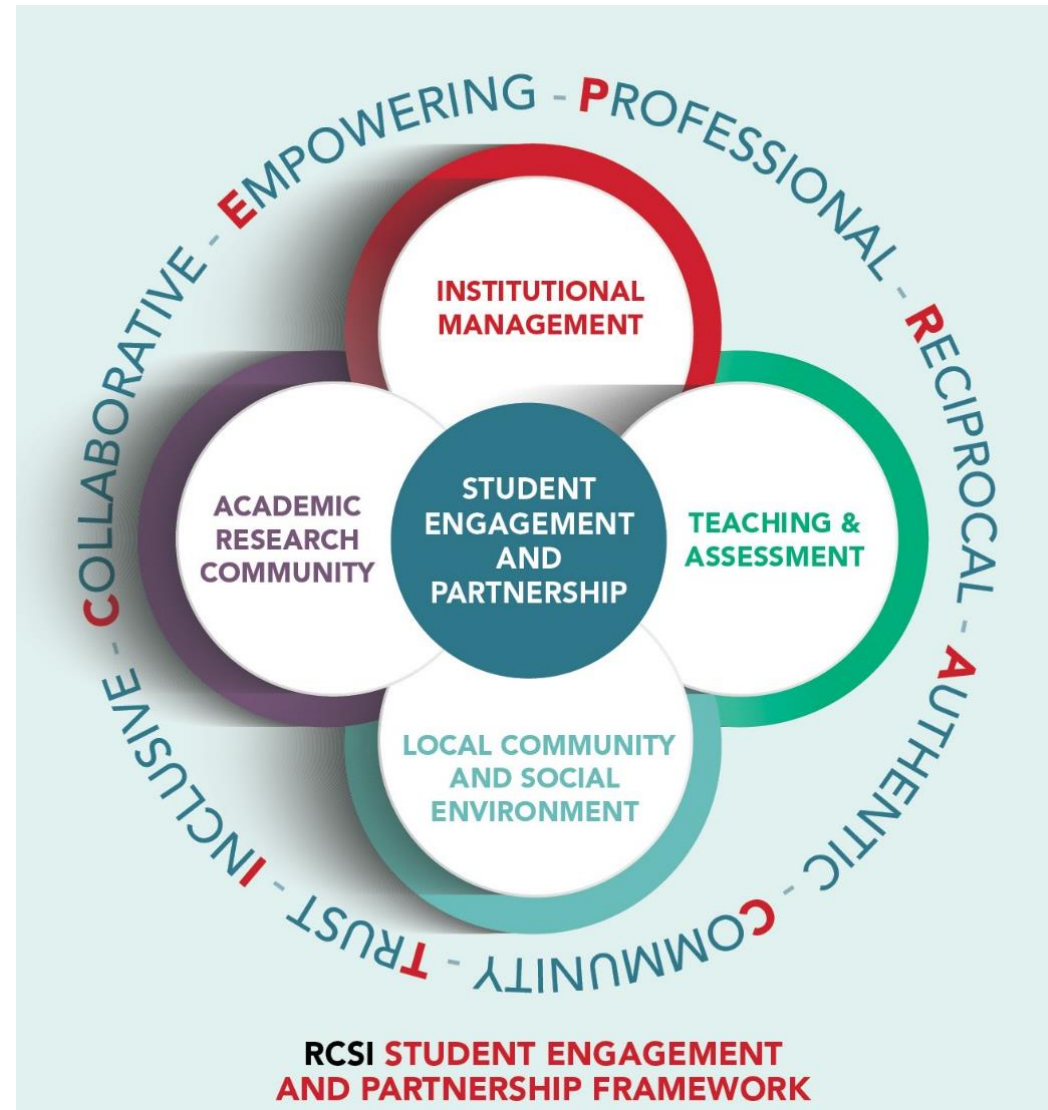 EMPOWERING - PROFESSIONAL - RECIPROCAL - AUTHENTIC - COMMUNITY - TRUST - INCLUSIVE - COLLABORATIVE -
INSTITUTIONAL
MANAGEMENT
ACADEMIC
RESEARCH
COMMUNITY
STUDENT
ENGAGEMENT
AND
PARTNERSHIP
TEACHING &
ASSESSMENT
LOCAL COMMUNITY
AND SOCIAL
ENVIRONMENT
RCSI STUDENT ENGAGEMENT
AND PARTNERSHIP FRAMEWORK